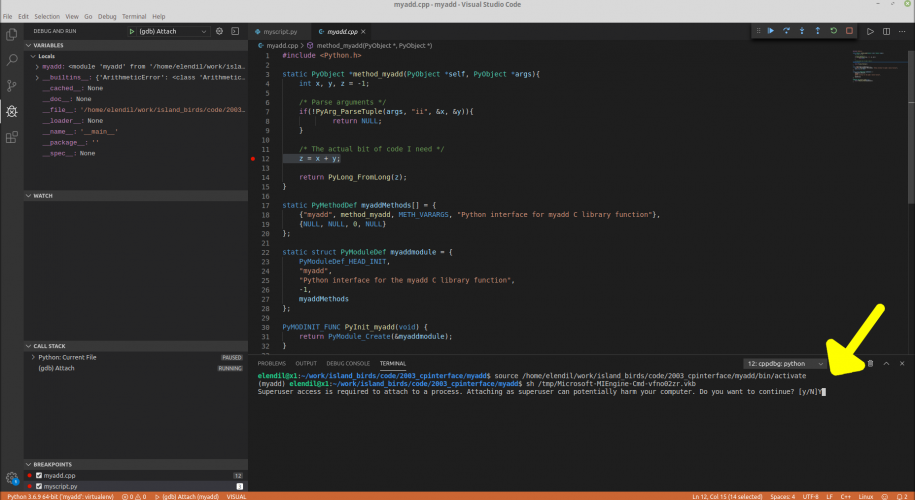 myadd.cpp - myadd - Visual Studio Code
File Edit Selection View Go Debug Terminal Help
DEBUG AND RUN
(gdb) Attach
myscript.py
myadd.cpp
VARIABLES
Locals
myadd: <module 'myadd' from '/home/elendil/work/isla…
__builtins__: {'ArithmeticError': <class 'Arithmetic…
__cached__: None
__doc__: None
__file__: '/home/elendil/work/island_birds/code/2003…
__loader__: None
__name__: '__main__'
__package__: ''
__spec__: None
WATCH
CALL STACK
Python: Current File PAUSED
(gdb) Attach RUNNING
BREAKPOINTS
myadd.cpp 12
myscript.py 3
myadd.cpp > method_myadd(PyObject *, PyObject *)
1 #include <Python.h>
2
3 static PyObject *method_myadd(PyObject *self, PyObject *args){
4 int x, y, z = -1;
5
6 /* Parse arguments */
7 if(!PyArg_ParseTuple(args, "ii", &x, &y)){
8 return NULL;
9 }
10
11 /* The actual bit of code I need */
12 z = x + y;
13
14 return PyLong_FromLong(z);
15 }
16
17 static PyMethodDef myaddMethods[] = {
18 {"myadd", method_myadd, METH_VARARGS, "Python interface for myadd C library function"},
19 {NULL, NULL, 0, NULL}
20 };
21
22 static struct PyModuleDef myaddmodule = {
23 PyModuleDef_HEAD_INIT,
24 "myadd",
25 "Python interface for the myadd C library function",
26 -1,
27 myaddMethods
28 };
29
30 PyMODINIT_FUNC PyInit_myadd(void) {
31 return PyModule_Create(&myaddmodule);
32 }
PROBLEMS OUTPUT DEBUG CONSOLE TERMINAL
12: cppdbg: python
elendil@x1:~/work/island_birds/code/2003_cpinterface/myadd$ source /home/elendil/work/island_birds/code/2003_cpinterface/myadd/bin/activate
(myadd) elendil@x1:~/work/island_birds/code/2003_cpinterface/myadd$ sh /tmp/Microsoft-MIEngine-Cmd-vfno02zr.vkb
Superuser access is required to attach to a process. Attaching as superuser can potentially harm your computer. Do you want to continue? [y/N]Y
Python 3.6.9 64-bit ('myadd': virtualenv) 0 0 (gdb) Attach (myadd) VISUAL Ln 12, Col 15 (14 selected) Spaces: 4 UTF-8 LF C++ Linux 2